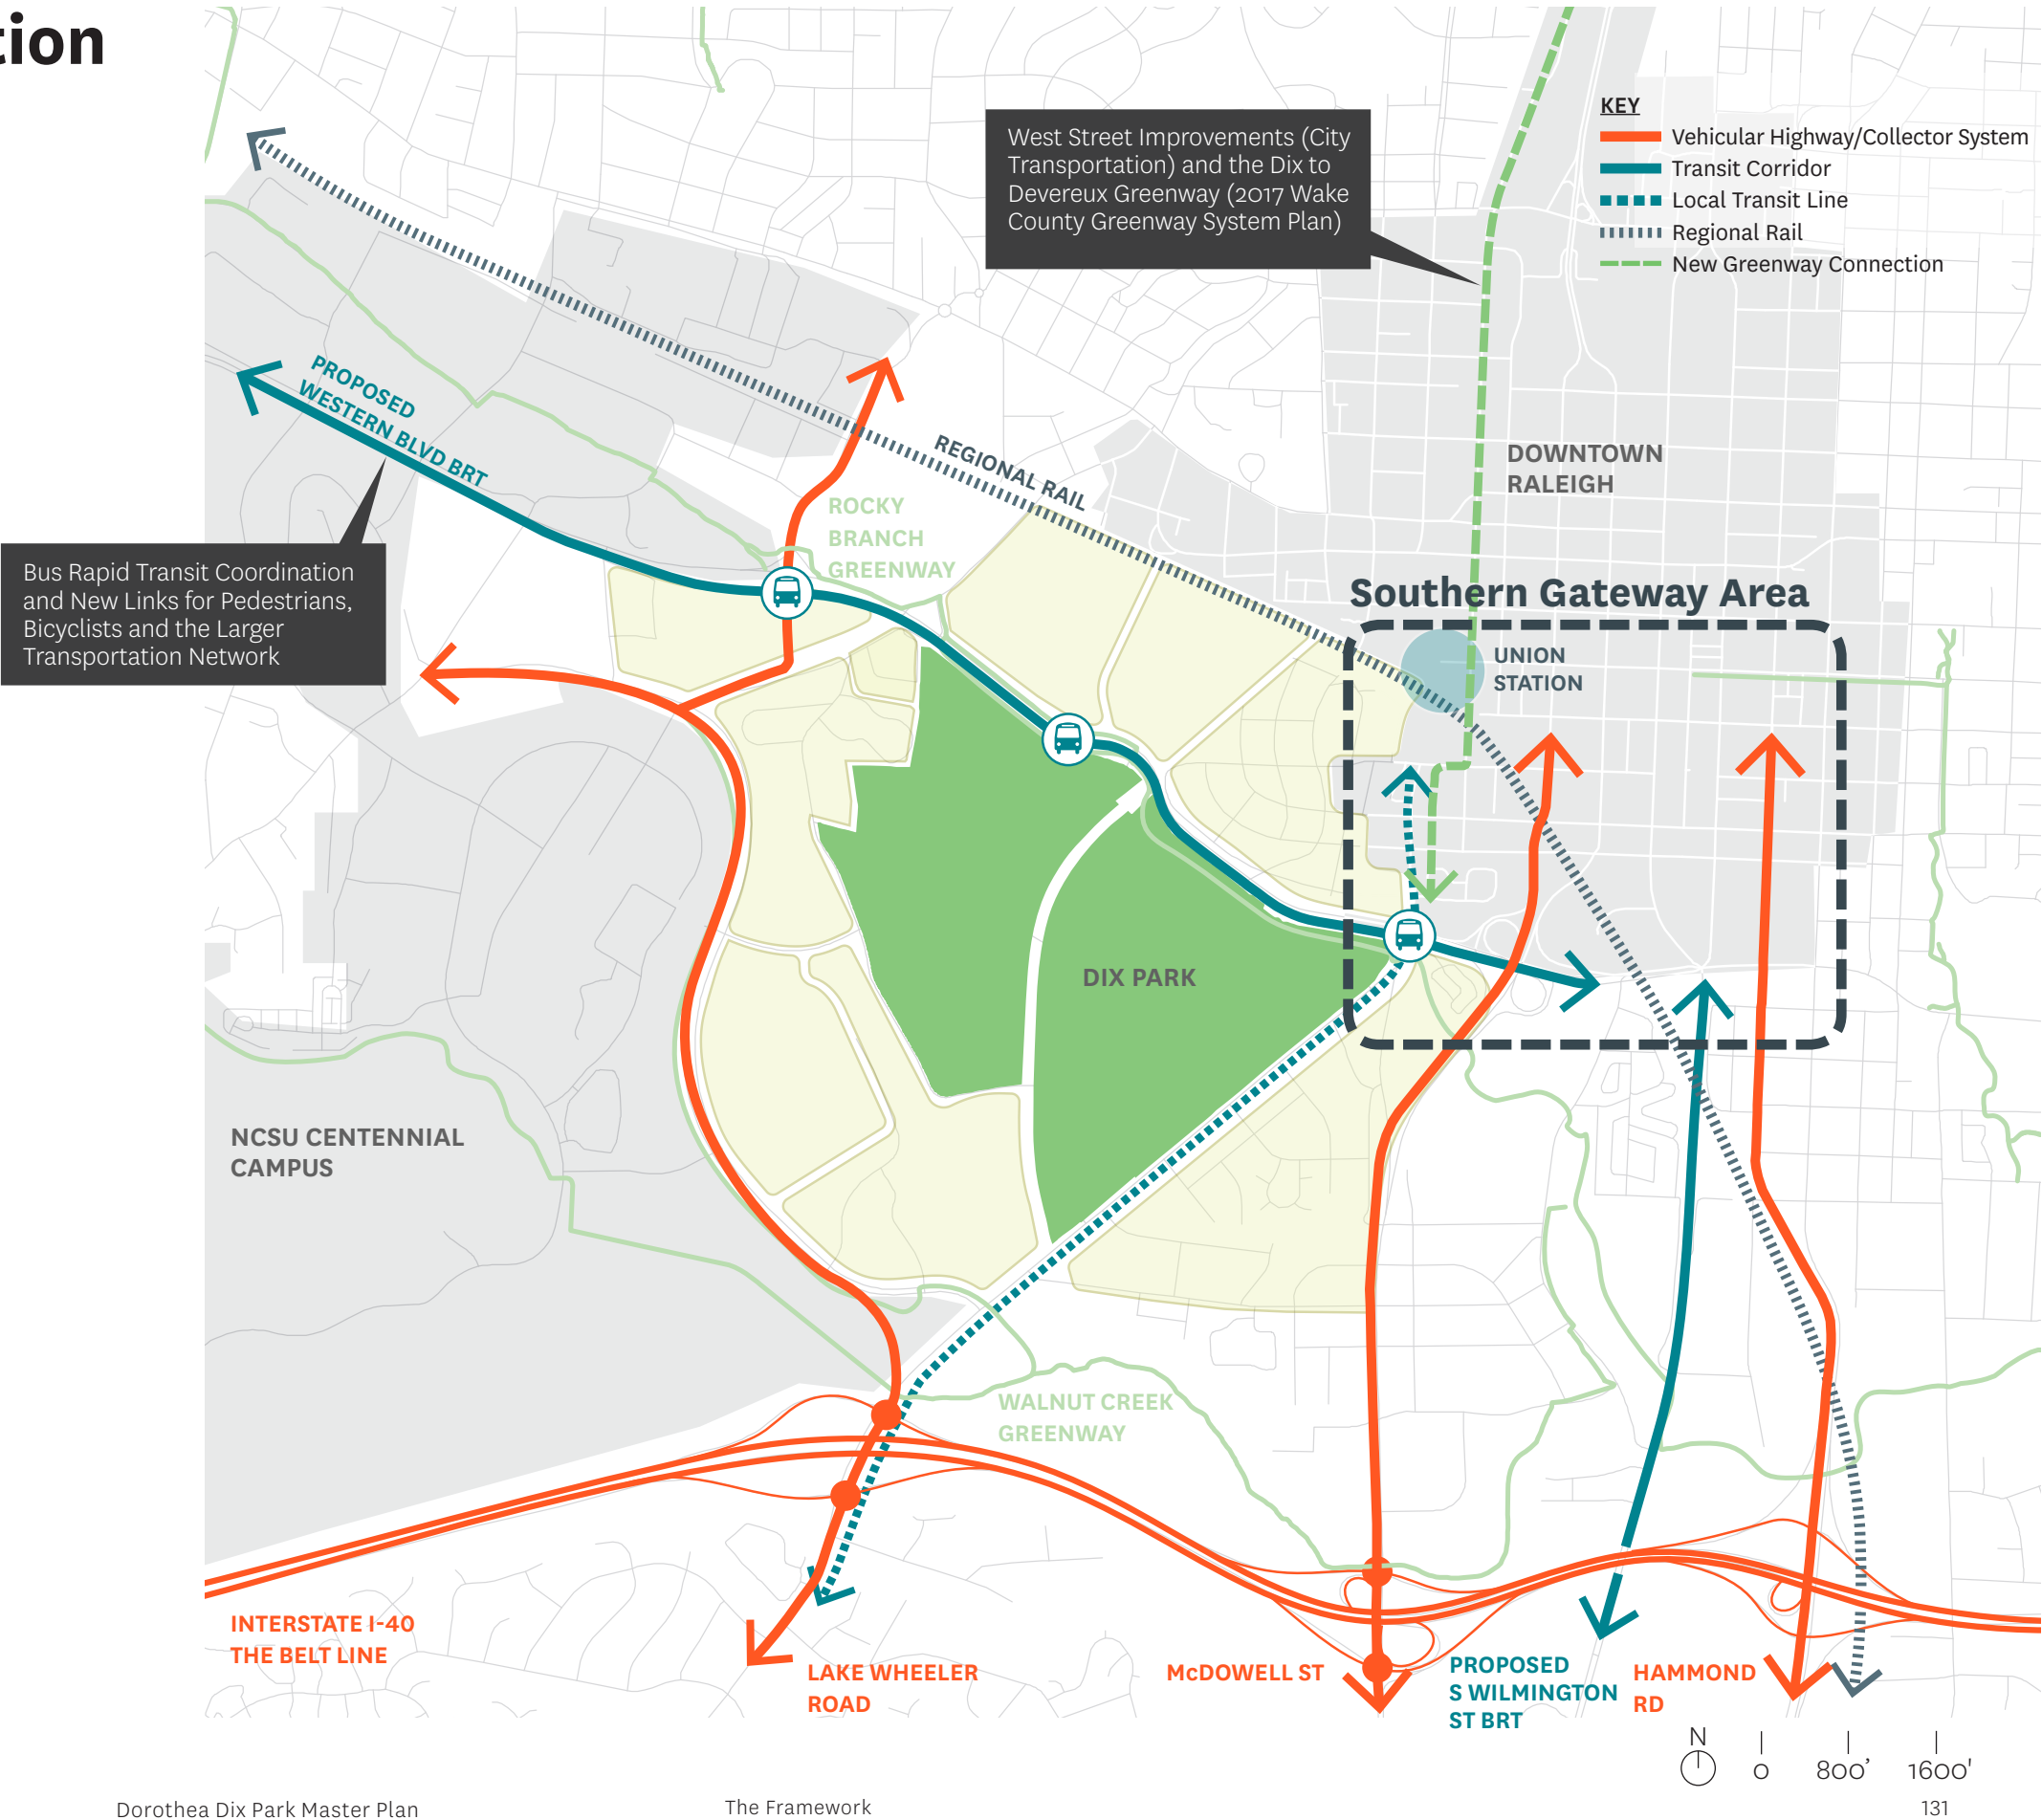 tion
KEY
Vehicular Highway/Collector System
Transit Corridor
Local Transit Line
Regional Rail
New Greenway Connection
West Street Improvements (City
Transportation) and the Dix to
Devereux Greenway (2017 Wake
County Greenway System Plan)
PROPOSED
WESTERN BLVD BRT
REGIONAL RAIL
DOWNTOWN
RALEIGH
ROCKY
BRANCH
GREENWAY
Bus Rapid Transit Coordination
and New Links for Pedestrians,
Bicyclists and the Larger
Transportation Network
Southern Gateway Area
UNION
STATION
DIX PARK
NCSU CENTENNIAL
CAMPUS
WALNUT CREEK
GREENWAY
INTERSTATE I-40
THE BELT LINE
LAKE WHEELER
ROAD
McDOWELL ST
PROPOSED
S WILMINGTON
ST BRT
HAMMOND
RD
N
0 800’ 1600'
Dorothea Dix Park Master Plan
The Framework
131